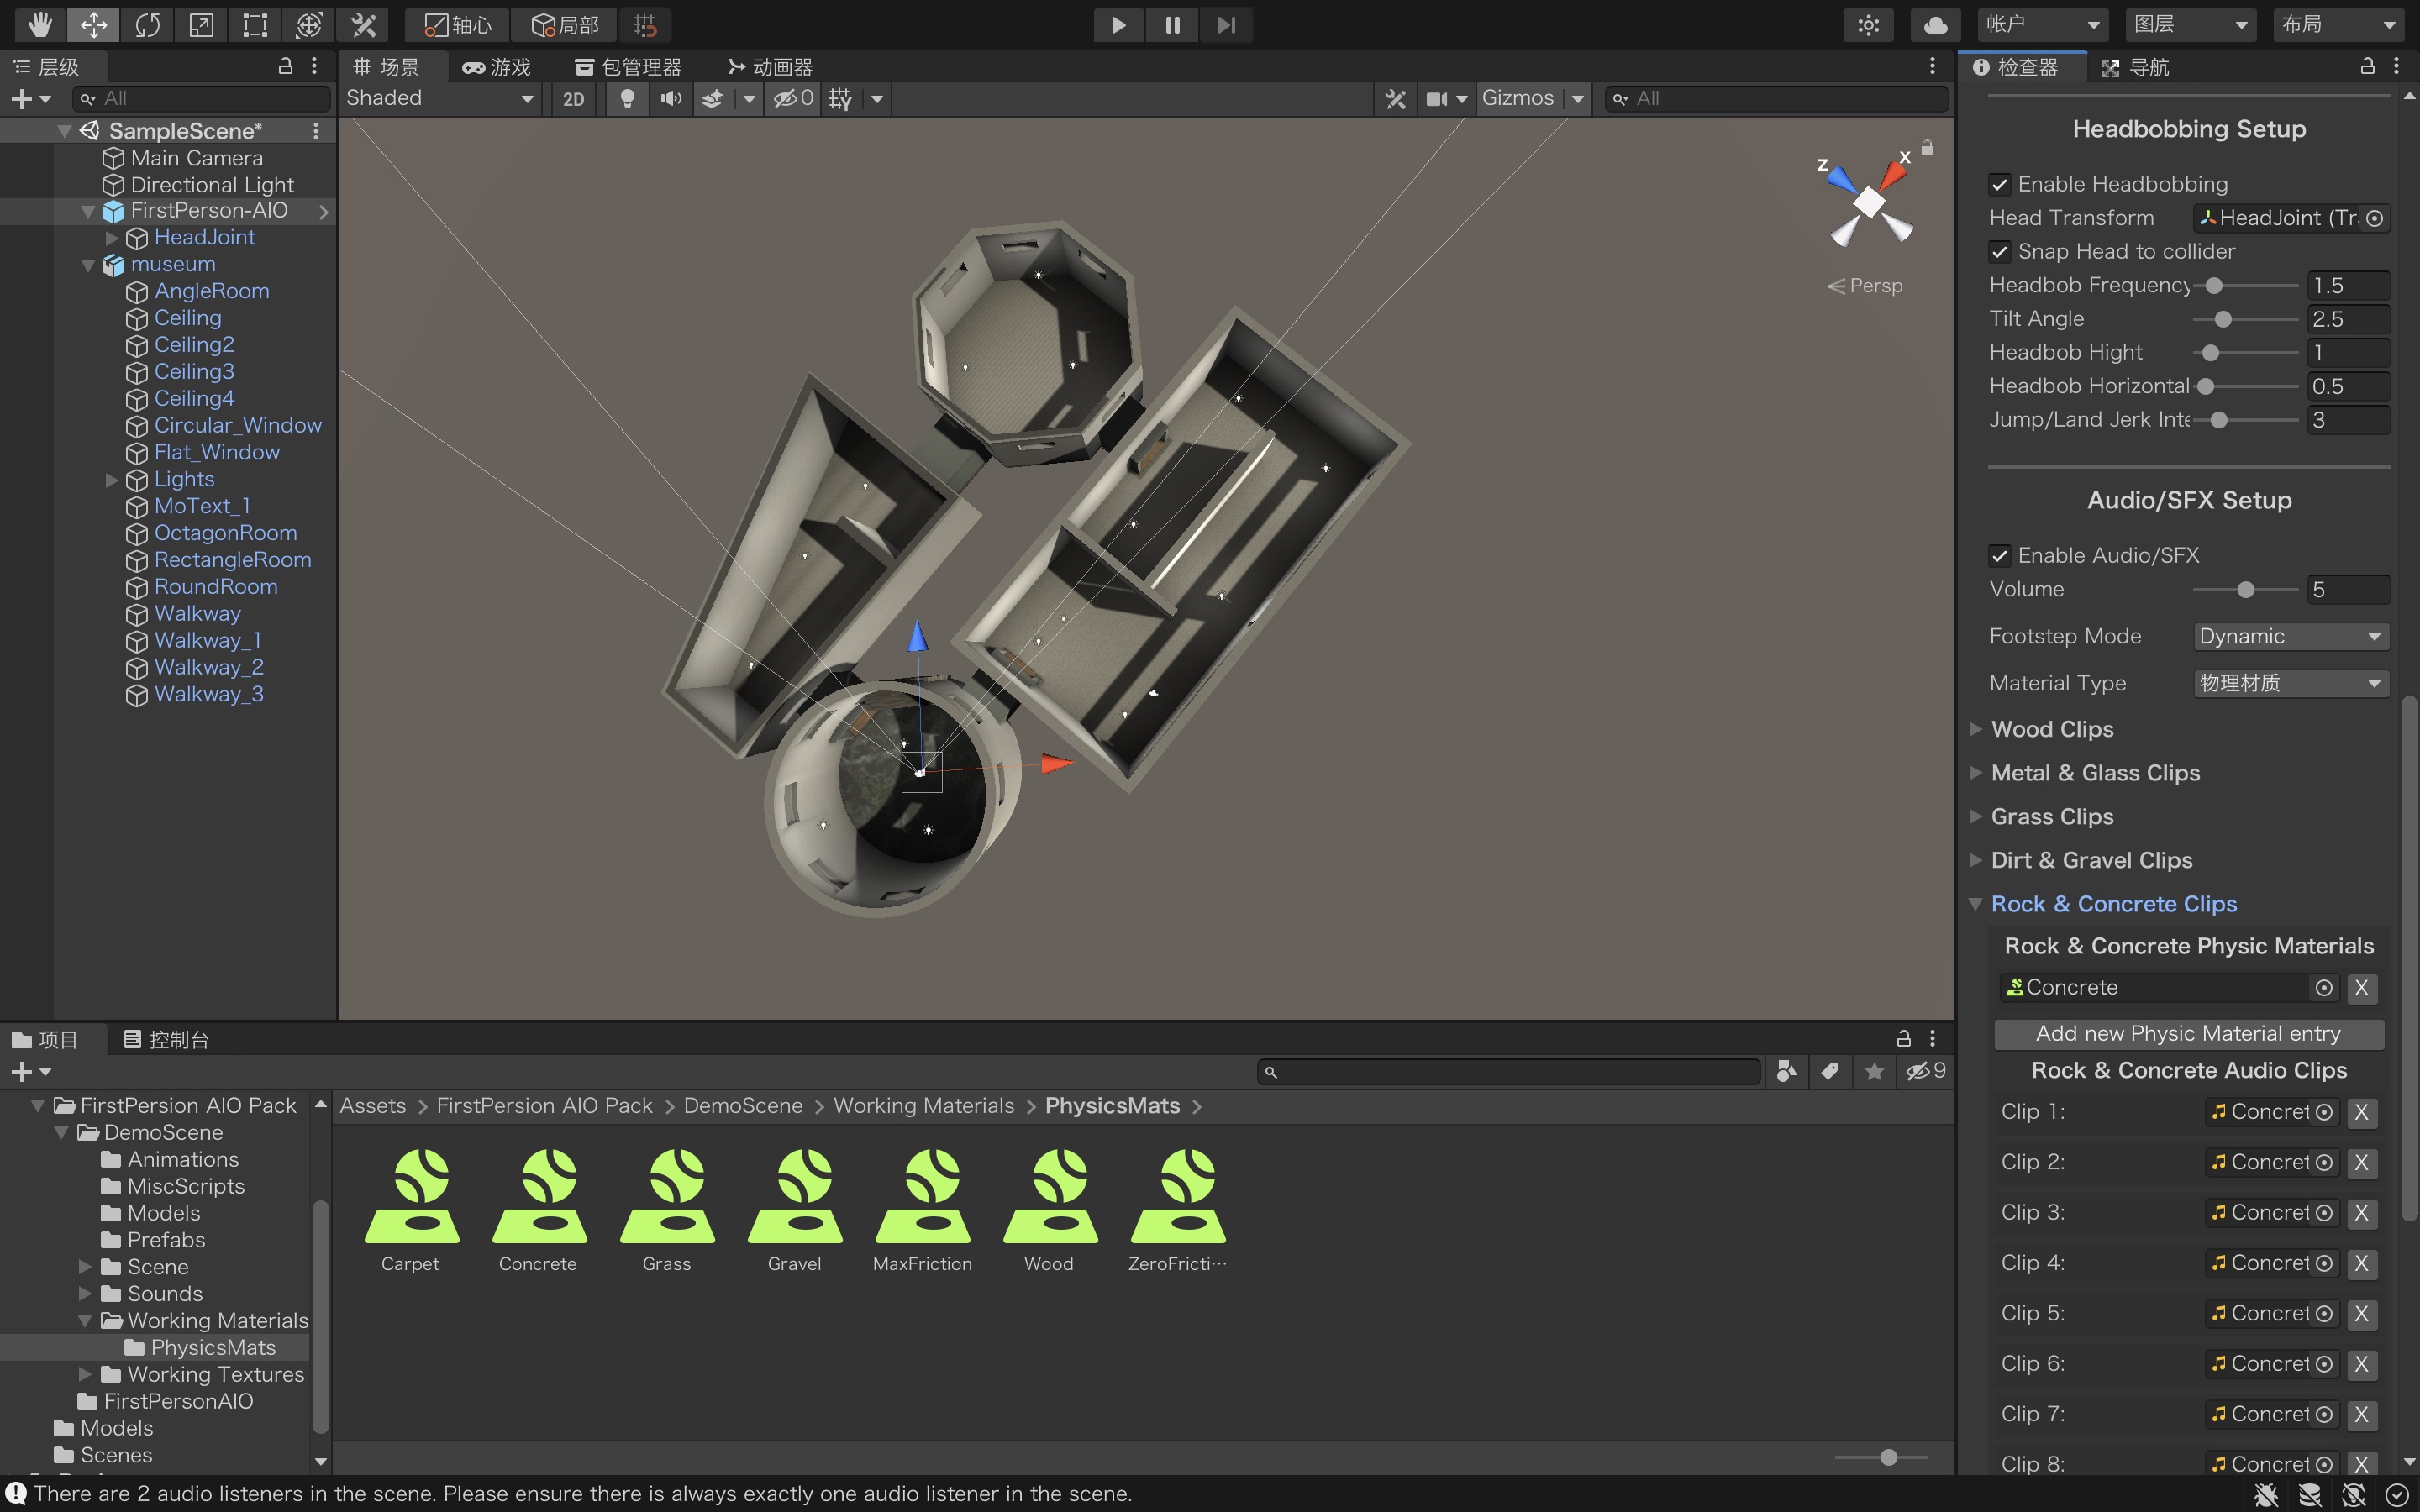 轴心 局部 帐户 图层 布局
层级
All
SampleScene*
Main Camera
Directional Light
FirstPerson-AIO
HeadJoint
museum
AngleRoom
Ceiling
Ceiling2
Ceiling3
Ceiling4
Circular_Window
Flat_Window
Lights
MoText_1
OctagonRoom
RectangleRoom
RoundRoom
Walkway
Walkway_1
Walkway_2
Walkway_3
场景 游戏 包管理器 动画器
Shaded 2D 0 Gizmos All
Z X
Persp
检查器 导航
Headbobbing Setup
Enable Headbobbing
Head Transform HeadJoint (Tra
Snap Head to collider
Headbob Frequency 1.5
Tilt Angle 2.5
Headbob Hight 1
Headbob Horizontal 0.5
Jump/Land Jerk Inte 3
Audio/SFX Setup
Enable Audio/SFX
Volume 5
Footstep Mode Dynamic
Material Type 物理材质
Wood Clips
Metal & Glass Clips
Grass Clips
Dirt & Gravel Clips
Rock & Concrete Clips
Rock & Concrete Physic Materials
Concrete X
Add new Physic Material entry
Rock & Concrete Audio Clips
Clip 1: Concret X
Clip 2: Concret X
Clip 3: Concret X
Clip 4: Concret X
Clip 5: Concret X
Clip 6: Concret X
Clip 7: Concret X
Clip 8: Concret X
项目 控制台
9
FirstPersion AIO Pack
DemoScene
Animations
MiscScripts
Models
Prefabs
Scene
Sounds
Working Materials
PhysicsMats
Working Textures
FirstPersonAIO
Models
Scenes
Assets > FirstPersion AIO Pack > DemoScene > Working Materials > PhysicsMats >
Carpet Concrete Grass Gravel MaxFriction Wood ZeroFricti…
There are 2 audio listeners in the scene. Please ensure there is always exactly one audio listener in the scene.